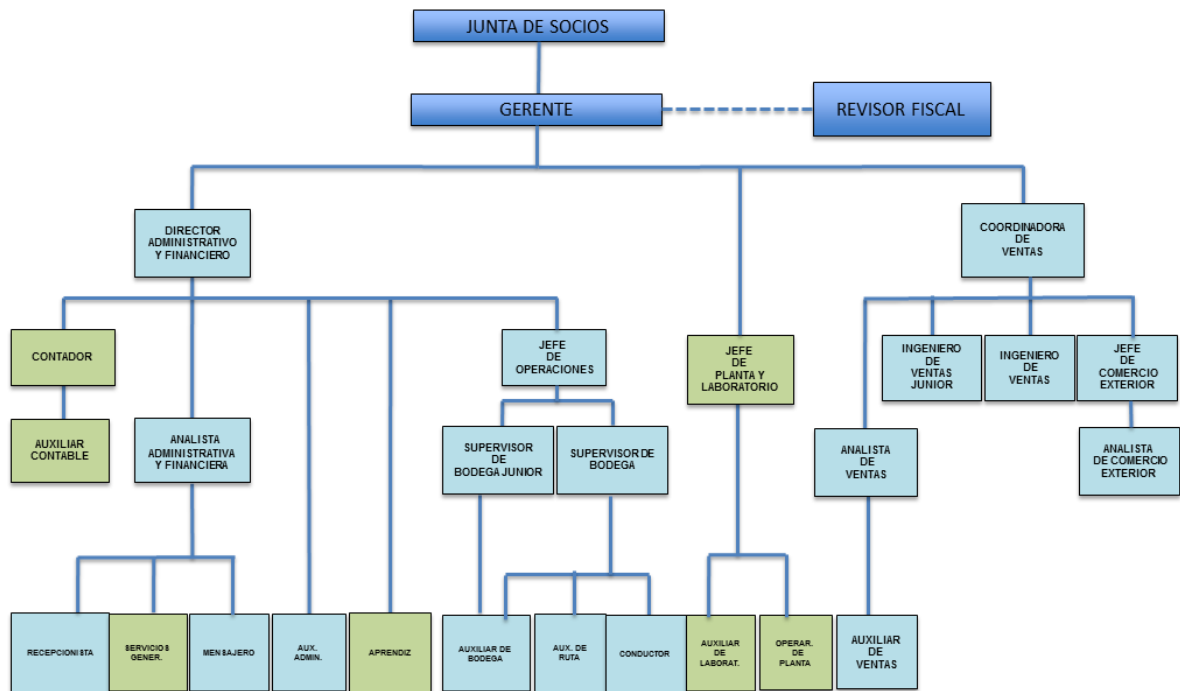 JUNTA DE SOCIOS
GERENTE
REVISOR FISCAL
DIRECTOR
ADMINISTRATIVO
Y FINANCIERO
COORDINADORA
DE
VENTAS
CONTADOR
JEFE
DE
OPERACIONES
JEFE
DE
PLANTA Y
LABORATORIO
INGENIERO
DE
VENTAS
JUNIOR
INGENIERO
DE
VENTAS
JEFE
DE
COMERCIO
EXTERIOR
AUXILIAR
CONTABLE
ANALISTA
ADMINISTRATIVA
Y FINANCIERA
SUPERVISOR
DE
BODEGA JUNIOR
SUPERVISOR DE
BODEGA
ANALISTA
DE
VENTAS
ANALISTA
DE COMERCIO
EXTERIOR
RECEPCIONISTA
SERVICIOS
GENER.
MENSAJERO
AUX.
ADMIN.
APRENDIZ
AUXILIAR DE
BODEGA
AUX. DE
RUTA
CONDUCTOR
AUXILIAR
DE
LABORAT.
OPERAR.
DE
PLANTA
AUXILIAR
DE
VENTAS